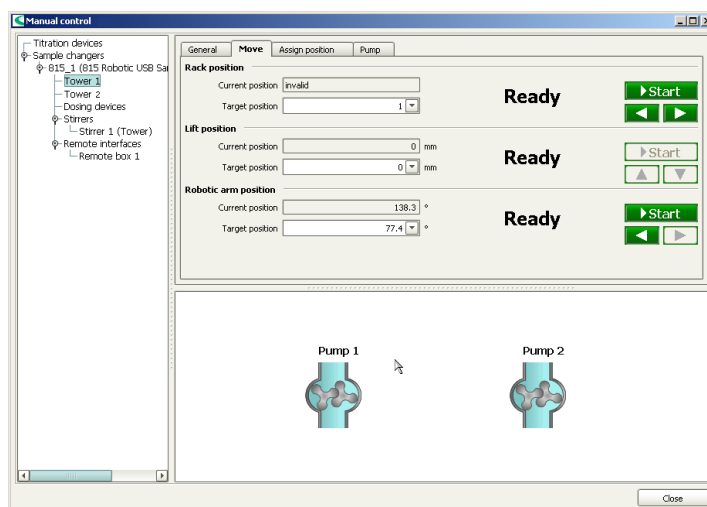 Manual control
Titration devices
Sample changers
815_1 (815 Robotic USB Sa
Tower 1
Tower 2
Dosing devices
Stirrers
Stirrer 1 (Tower)
Remote interfaces
Remote box 1
General Move Assign position Pump
Rack position
Current position invalid
Target position 1
Ready
Start
Lift position
Current position 0 mm
Target position 0 mm
Ready
Start
Robotic arm position
Current position 138.3 °
Target position 77.4 °
Ready
Start
Pump 1 Pump 2
Close